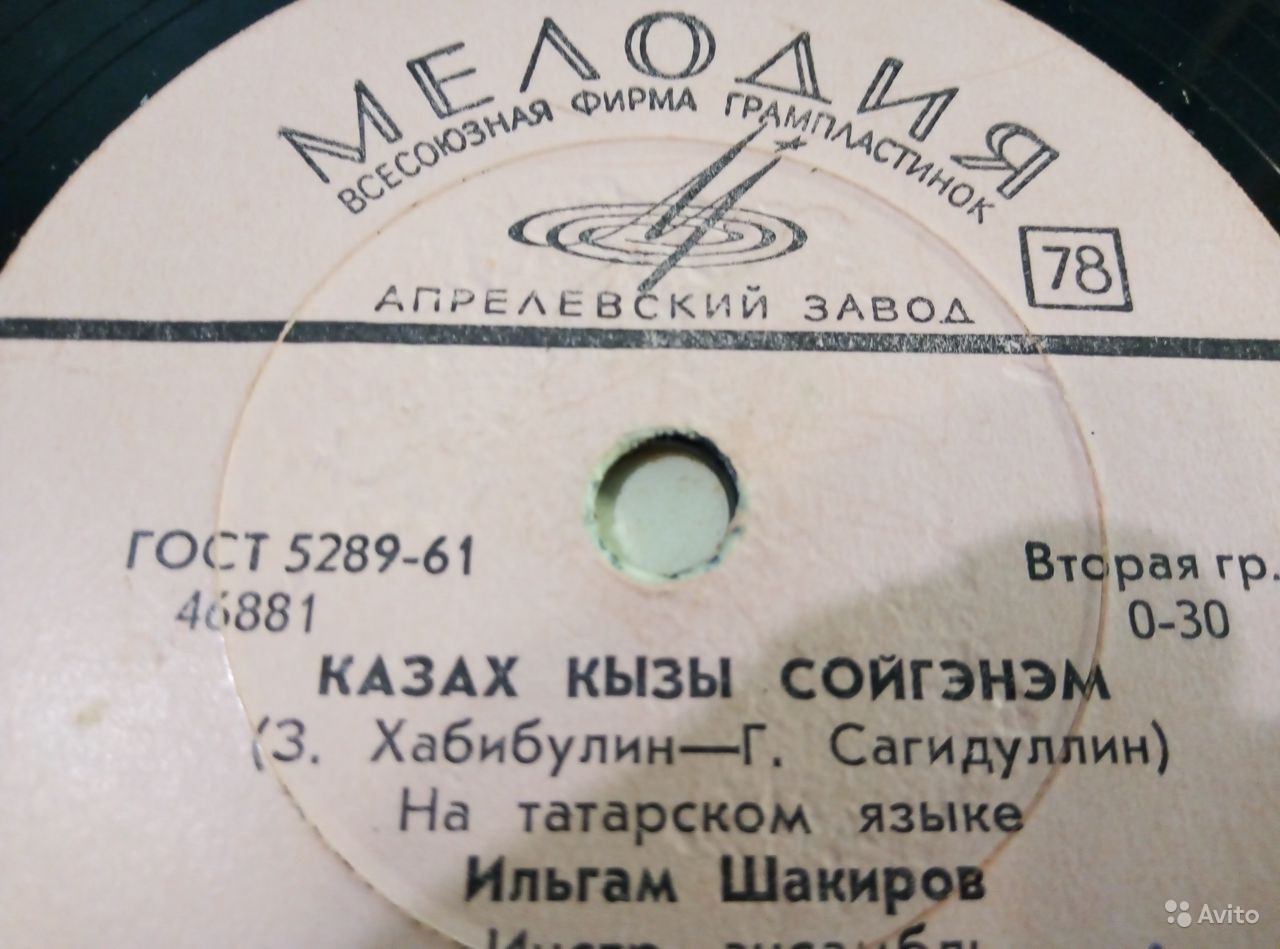 МЕЛОДИЯ
ВСЕСОЮЗНАЯ ФИРМА ГРАМПЛАСТИНОК
78
АПРЕЛЕВСКИЙ ЗАВОД
ГОСТ 5289-61
Вторая гр.
46881
0-30
КАЗАХ КЫЗЫ СОЙГЭНЭМ
(З. Хабибулин—Г. Сагидуллин)
На татарском языке
Ильгам Шакиров
Avito